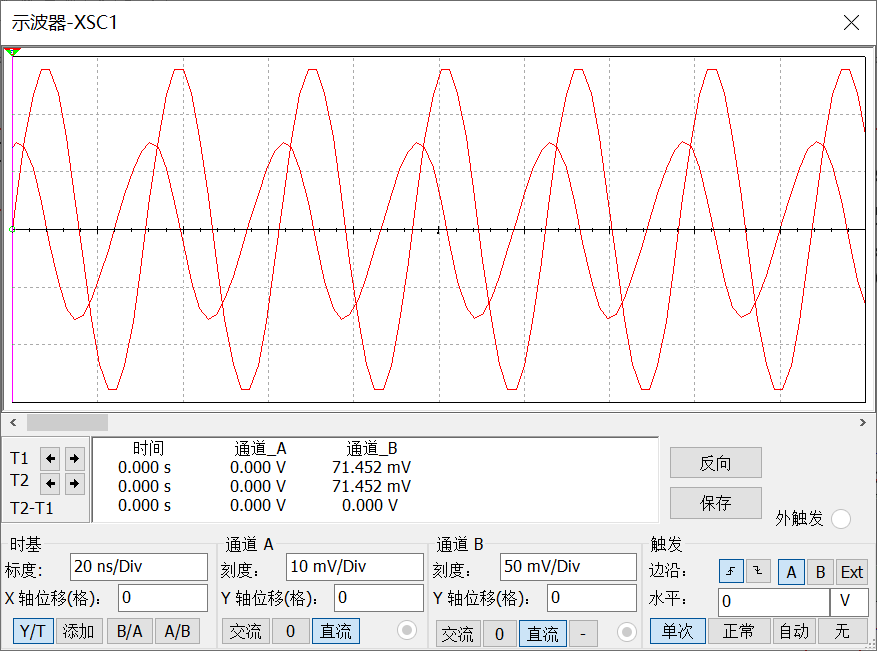 示波器-XSC1
时间 通道_A 通道_B
T1 0.000 s 0.000 V 71.452 mV
T2 0.000 s 0.000 V 71.452 mV
T2-T1 0.000 s 0.000 V 0.000 V
反向
保存
外触发
时基
标度: 20 ns/Div
X 轴位移(格): 0
Y/T 添加 B/A A/B
通道 A
刻度: 10 mV/Div
Y 轴位移(格): 0
交流 0 直流
通道 B
刻度: 50 mV/Div
Y 轴位移(格): 0
交流 0 直流 -
触发
边沿: A B Ext
水平: 0 V
单次 正常 自动 无